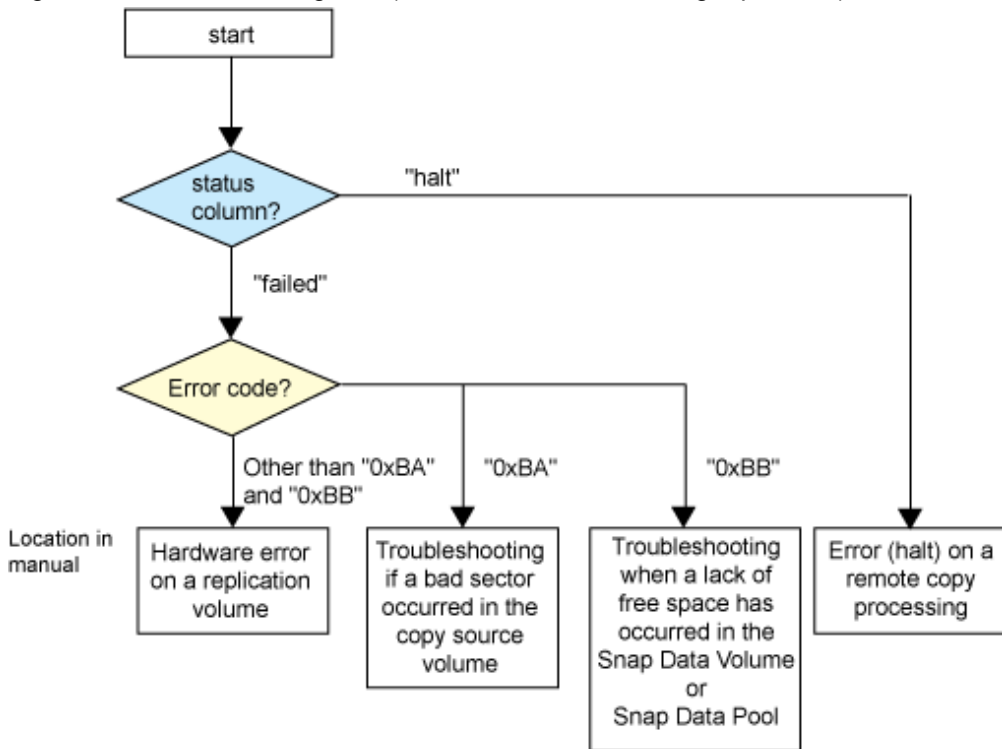 start
status
column?
"halt"
"failed"
Error code?
Other than "0xBA"
and "0xBB"
"0xBA"
"0xBB"
Location in
manual
Hardware error
on a replication
volume
Troubleshooting
if a bad sector
occurred in the
copy source
volume
Troubleshooting
when a lack of
free space has
occurred in the
Snap Data Volume
or
Snap Data Pool
Error (halt) on a
remote copy
processing